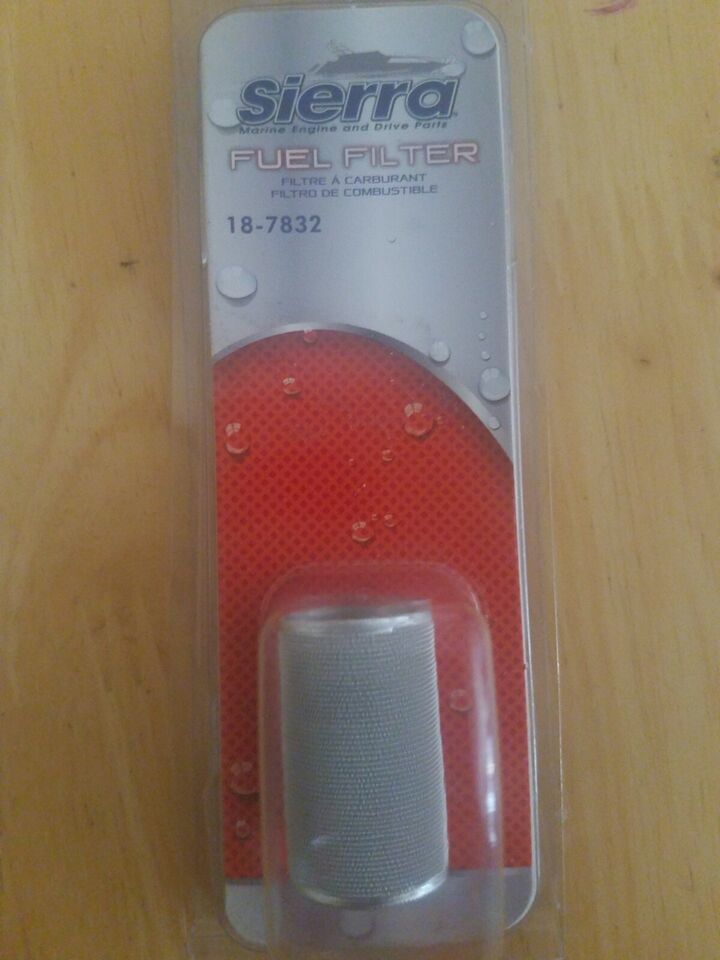 Sierra
Marine Engine and Drive Parts
FUEL FILTER
FILTRE À CARBURANT
FILTRO DE COMBUSTIBLE
18-7832